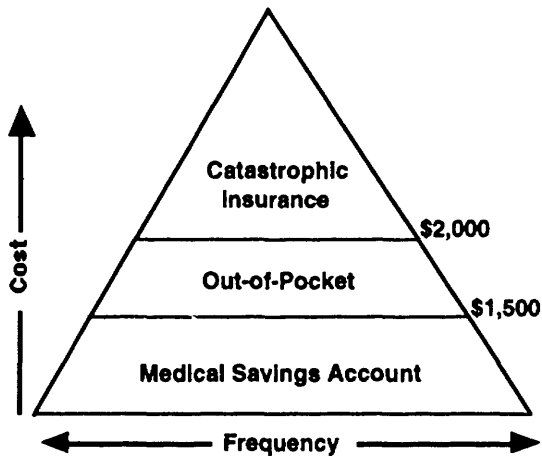 Catastrophic
Insurance
$2,000
Out-of-Pocket
$1,500
Medical Savings Account
Cost
Frequency